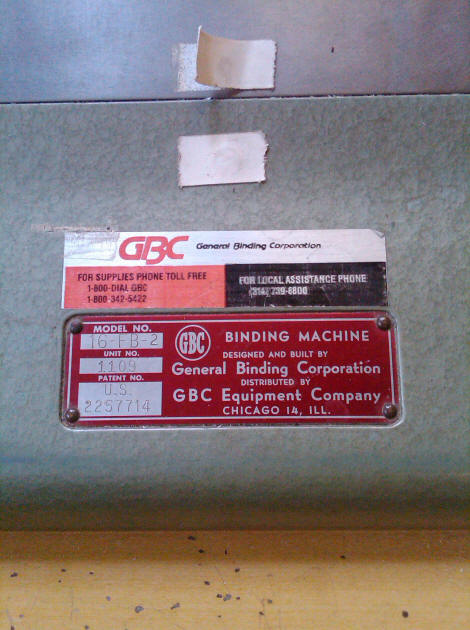 GBC General Binding Corporation
FOR SUPPLIES PHONE TOLL FREE
1-800-DIAL-GBC
1-800-342-5422
FOR LOCAL ASSISTANCE PHONE
(314) 739-6800
MODEL NO.
16-FB-2
UNIT NO.
1109
PATENT NO.
U.S.
2257714
GBC BINDING MACHINE
DESIGNED AND BUILT BY
General Binding Corporation
DISTRIBUTED BY
GBC Equipment Company
CHICAGO 14, ILL.